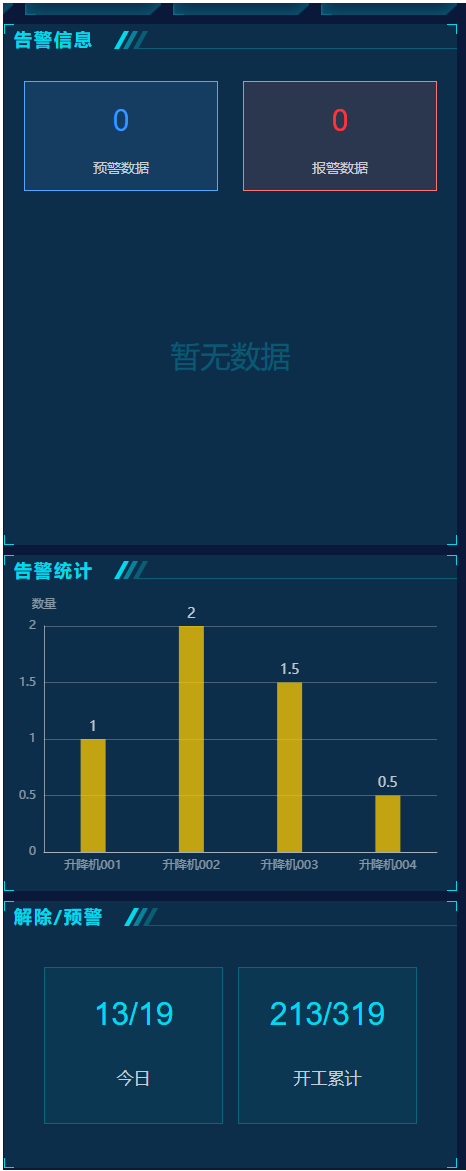 告警信息
0
0
预警数据
报警数据
暂无数据
告警统计
数量
2
2
1.5
1.5
1
1
0.5
0.5
0
升降机001
升降机002
升降机003
升降机004
解除/预警
13/19
213/319
今日
开工累计